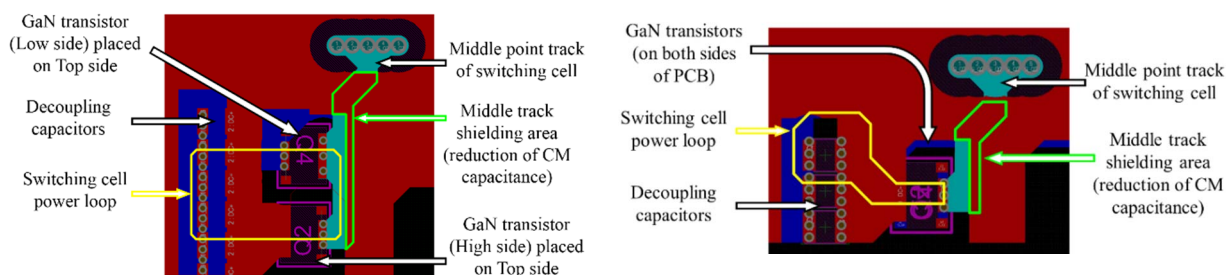 GaN transistor
(Low side) placed
on Top side
Decoupling
capacitors
Switching cell
power loop
Middle point track
of switching cell
Middle track
shielding area
(reduction of CM
capacitance)
GaN transistor
(High side) placed
on Top side
Q4
Q2
GaN transistors
(on both sides
of PCB)
Switching cell
power loop
Decoupling
capacitors
Middle point track
of switching cell
Middle track
shielding area
(reduction of CM
capacitance)